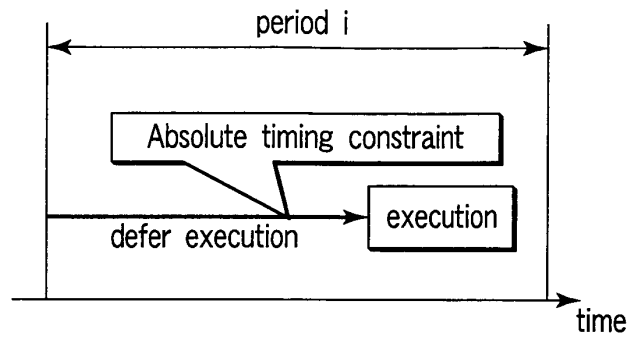 period i
Absolute timing constraint
execution
defer execution
time